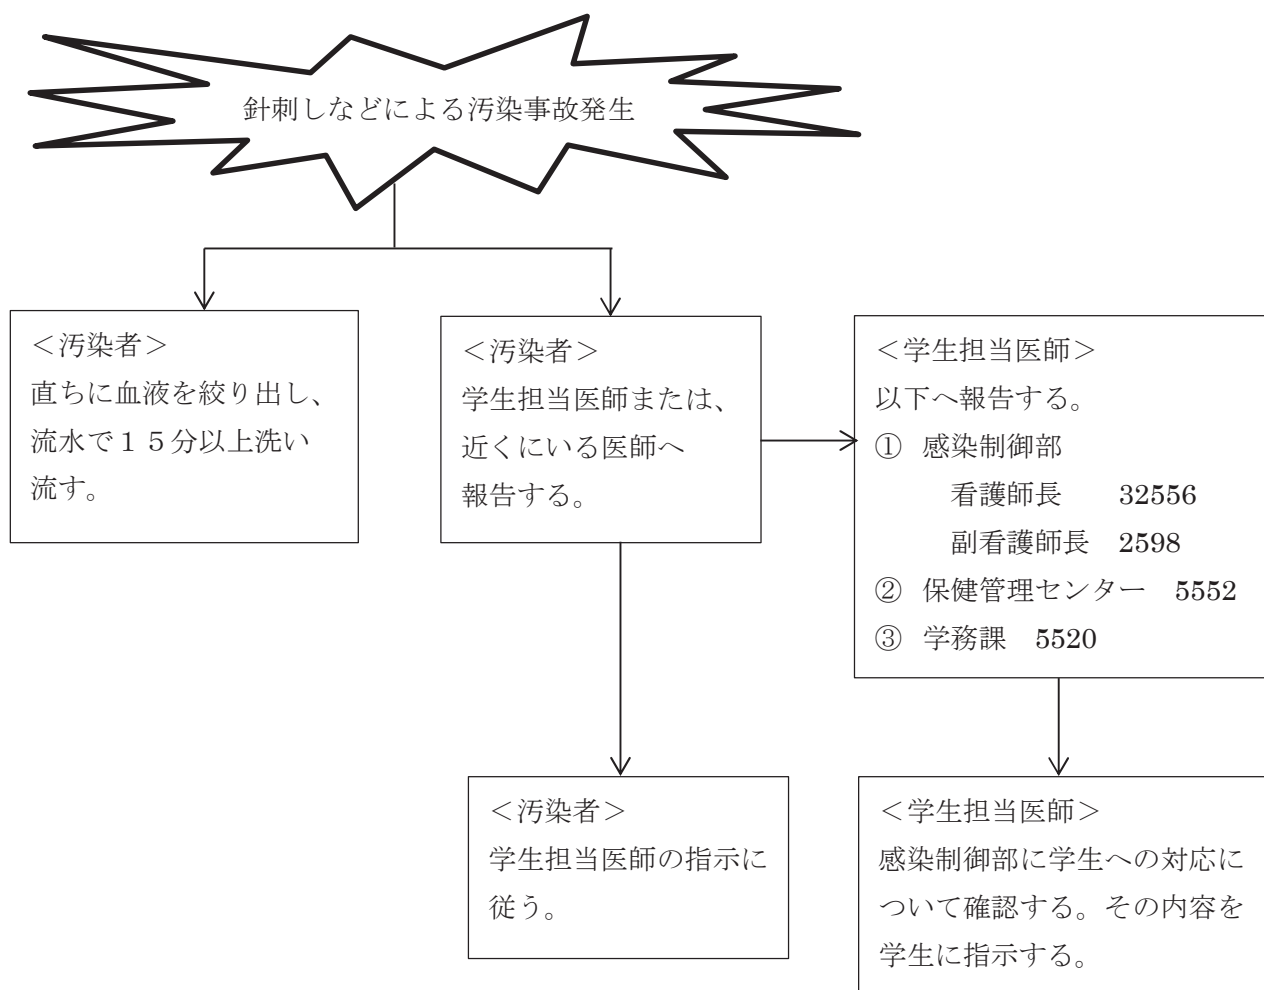 針刺しなどによる汚染事故発生
＜汚染者＞
直ちに血液を絞り出し、
流水で１５分以上洗い
流す。
＜汚染者＞
学生担当医師または、
近くにいる医師へ
報告する。
＜学生担当医師＞
以下へ報告する。
① 感染制御部
看護師長　32556
副看護師長　2598
② 保健管理センター　5552
③ 学務課　5520
＜汚染者＞
学生担当医師の指示に
従う。
＜学生担当医師＞
感染制御部に学生への対応に
ついて確認する。その内容を
学生に指示する。